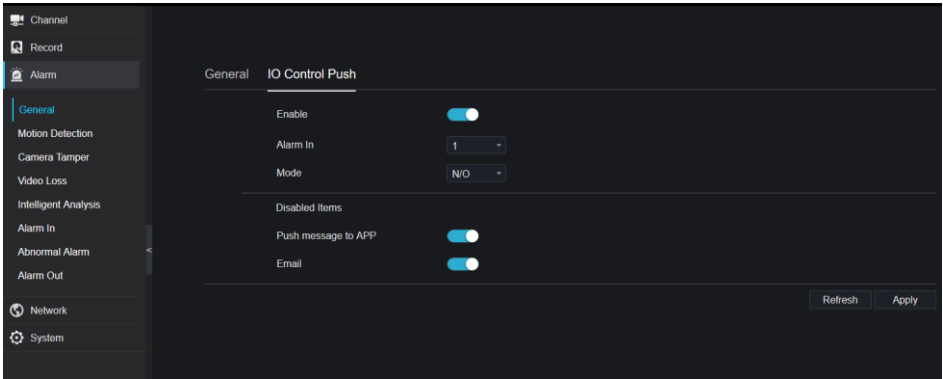 Channel
Record
Alarm
General
Motion Detection
Camera Tamper
Video Loss
Intelligent Analysis
Alarm In
Abnormal Alarm
Alarm Out
Network
System
<
General IO Control Push
Enable
Alarm In 1
Mode N/O
Disabled Items
Push message to APP
Email
Refresh Apply